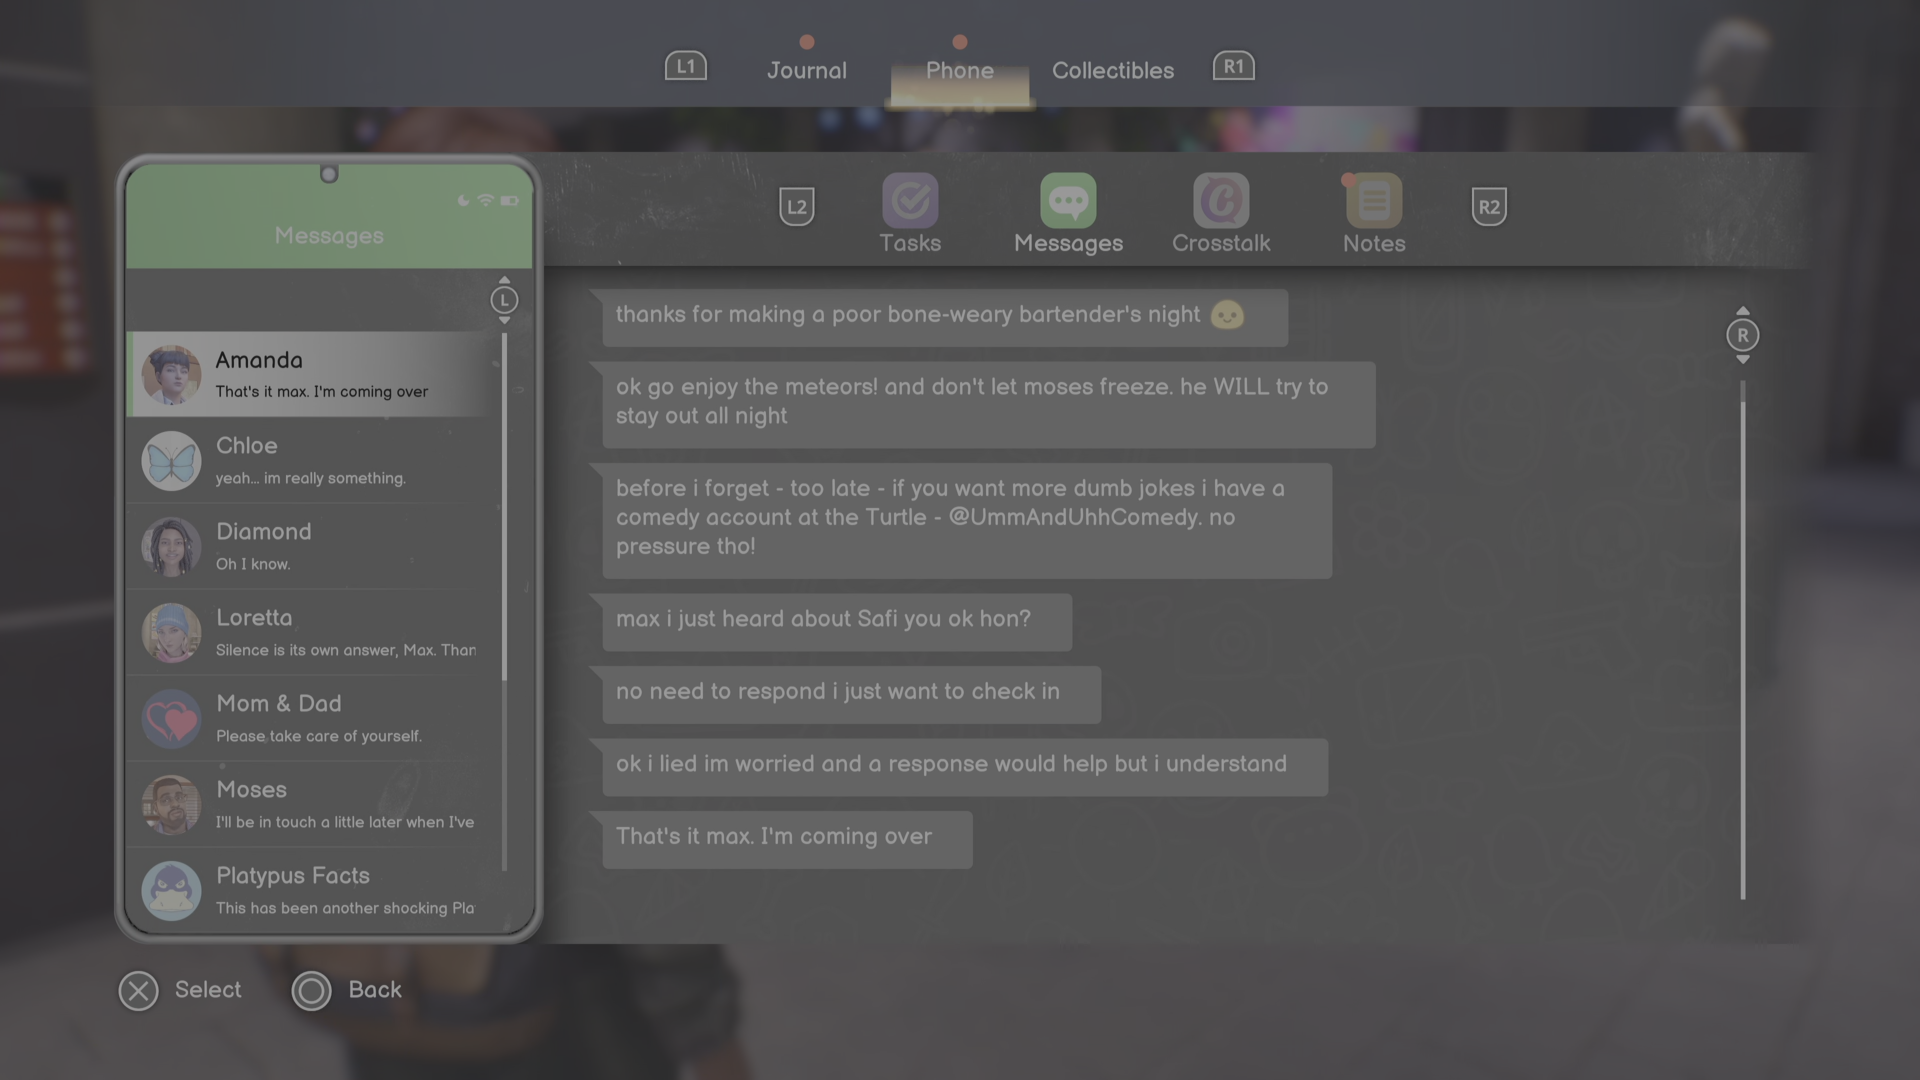 L1
Journal
Phone
Collectibles
R1
Messages
L2
Tasks
Messages
Crosstalk
Notes
R2
L
Amanda
That's it max. I'm coming over
Chloe
yeah... im really something.
Diamond
Oh I know.
Loretta
Silence is its own answer, Max. Than
Mom & Dad
Please take care of yourself.
Moses
I'll be in touch a little later when I've
Platypus Facts
This has been another shocking Pla
thanks for making a poor bone-weary bartender's night
ok go enjoy the meteors! and don't let moses freeze. he WILL try to
stay out all night
before i forget - too late - if you want more dumb jokes i have a
comedy account at the Turtle - @UmmAndUhhComedy. no
pressure tho!
max i just heard about Safi you ok hon?
no need to respond i just want to check in
ok i lied im worried and a response would help but i understand
That's it max. I'm coming over
R
Select
Back